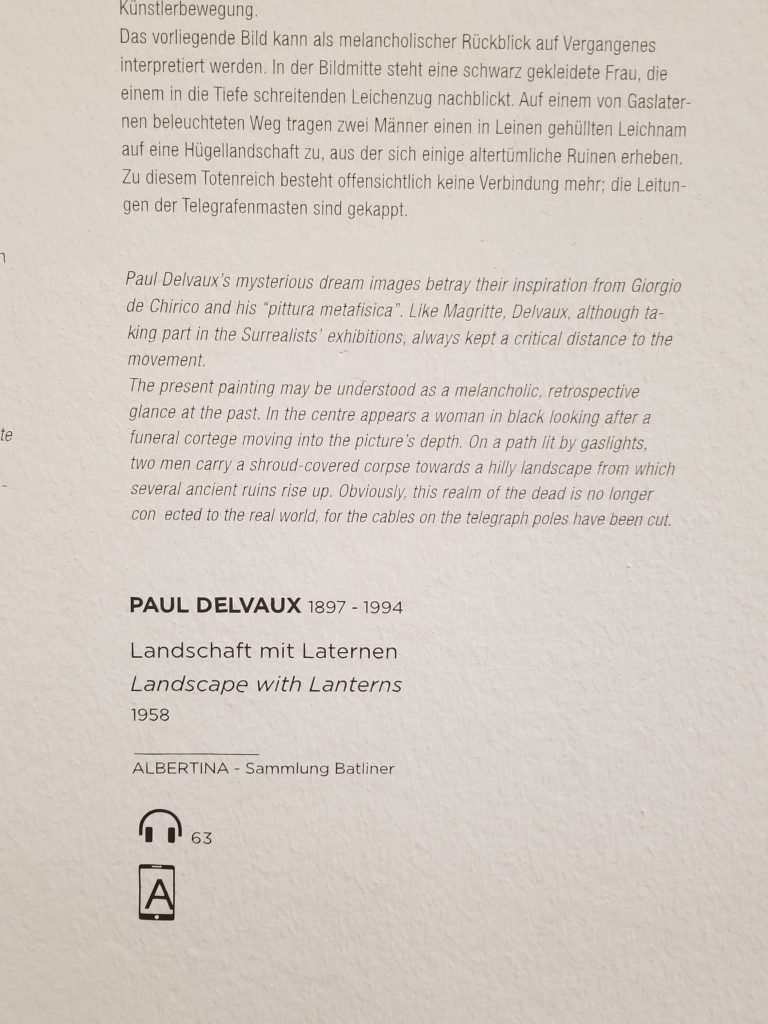 Künstlerbewegung.
Das vorliegende Bild kann als melancholischer Rückblick auf Vergangenes
interpretiert werden. In der Bildmitte steht eine schwarz gekleidete Frau, die
einem in die Tiefe schreitenden Leichenzug nachblickt. Auf einem von Gaslater-
nen beleuchteten Weg tragen zwei Männer einen in Leinen gehüllten Leichnam
auf eine Hügellandschaft zu, aus der sich einige altertümliche Ruinen erheben.
Zu diesem Totenreich besteht offensichtlich keine Verbindung mehr; die Leitun-
gen der Telegrafenmasten sind gekappt.
Paul Delvaux's mysterious dream images betray their inspiration from Giorgio
de Chirico and his “pittura metafisica”. Like Magritte, Delvaux, although ta-
king part in the Surrealists’ exhibitions, always kept a critical distance to the
movement.
The present painting may be understood as a melancholic, retrospective
glance at the past. In the centre appears a woman in black looking after a
funeral cortege moving into the picture's depth. On a path lit by gaslights,
two men carry a shroud-covered corpse towards a hilly landscape from which
several ancient ruins rise up. Obviously, this realm of the dead is no longer
con ected to the real world, for the cables on the telegraph poles have been cut.
PAUL DELVAUX 1897 - 1994
Landschaft mit Laternen
Landscape with Lanterns
1958
ALBERTINA - Sammlung Batliner
63
A